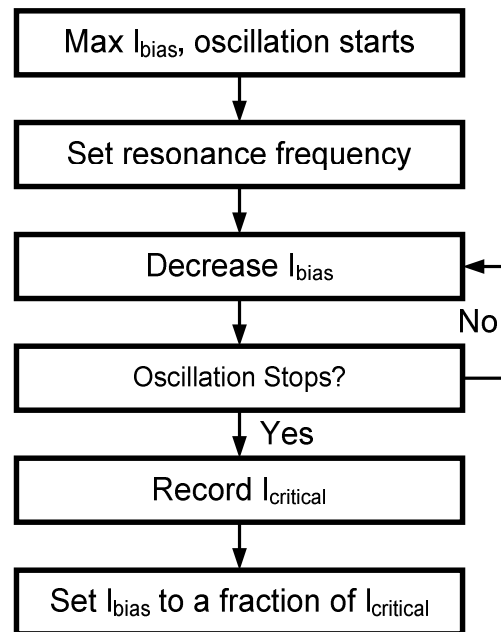 Max Ibias, oscillation starts
Set resonance frequency
Decrease Ibias
No
Oscillation Stops?
Yes
Record Icritical
Set Ibias to a fraction of Icritical